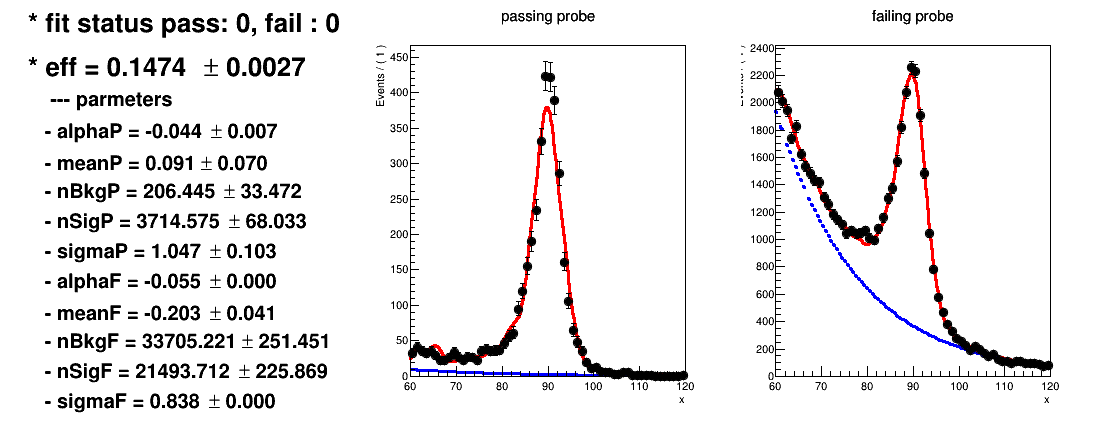 * fit status pass: 0, fail : 0
* eff = 0.1474 ± 0.0027
--- parmeters
- alphaP = -0.044 ± 0.007
- meanP = 0.091 ± 0.070
- nBkgP = 206.445 ± 33.472
- nSigP = 3714.575 ± 68.033
- sigmaP = 1.047 ± 0.103
- alphaF = -0.055 ± 0.000
- meanF = -0.203 ± 0.041
- nBkgF = 33705.221 ± 251.451
- nSigF = 21493.712 ± 225.869
- sigmaF = 0.838 ± 0.000
passing probe
Events / ( 1 )
450
400
350
300
250
200
150
100
50
0
60 70 80 90 100 110 120
x
failing probe
2400
2200
2000
1800
1600
1400
1200
1000
800
600
400
200
0
60 70 80 90 100 110 120
x